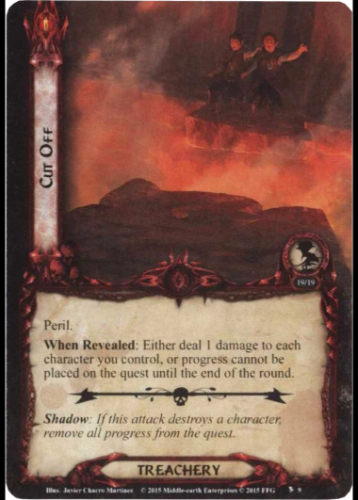 CUT OFF
19/19
Peril.
When Revealed: Either deal 1 damage to each
character you control, or progress cannot be
placed on the quest until the end of the round.
Shadow: If this attack destroys a character,
remove all progress from the quest.
TREACHERY
Illus. Javier Charro Martinez © 2015 Middle-earth Enterprises © 2015 FFG